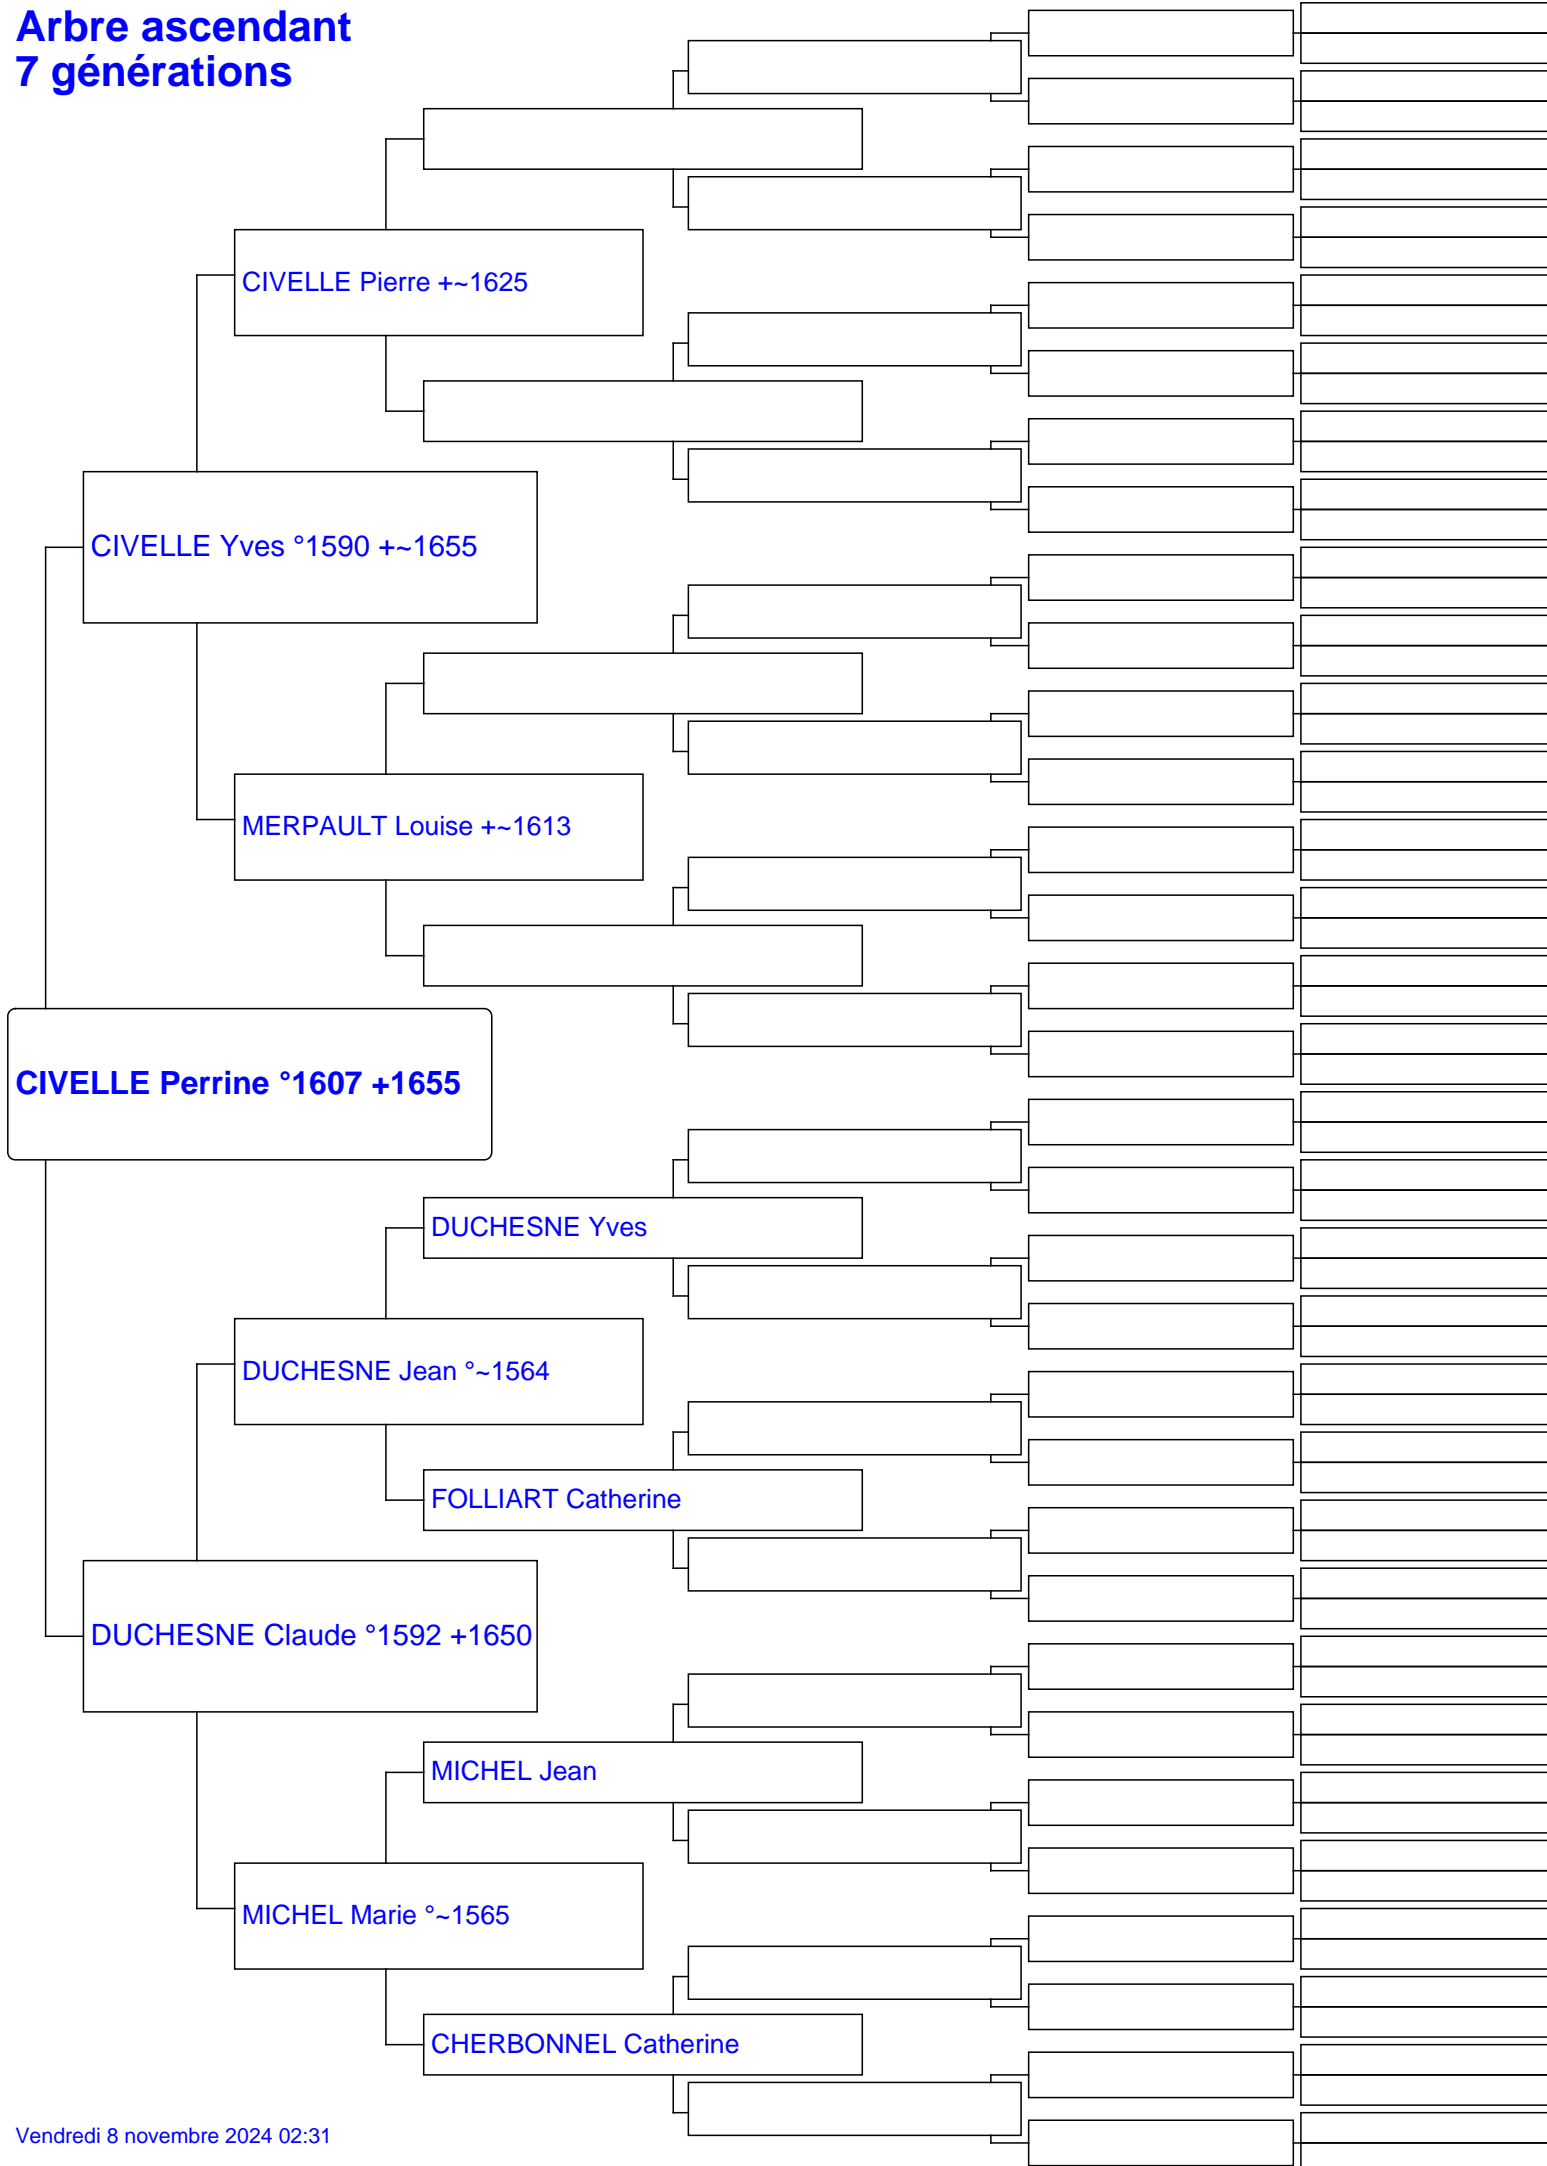 Arbre ascendant
7 générations
CIVELLE Pierre +~1625
CIVELLE Yves °1590 +~1655
MERPAULT Louise +~1613
CIVELLE Perrine °1607 +1655
DUCHESNE Yves
DUCHESNE Jean °~1564
FOLLIART Catherine
DUCHESNE Claude °1592 +1650
MICHEL Jean
MICHEL Marie °~1565
CHERBONNEL Catherine
Vendredi 8 novembre 2024 02:31